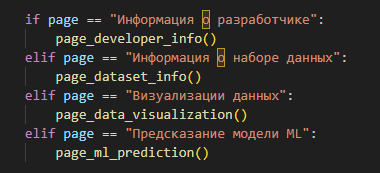 if page == "Информация о разработчике":
    page_developer_info()
elif page == "Информация о наборе данных":
    page_dataset_info()
elif page == "Визуализации данных":
    page_data_visualization()
elif page == "Предсказание модели ML":
    page_ml_prediction()